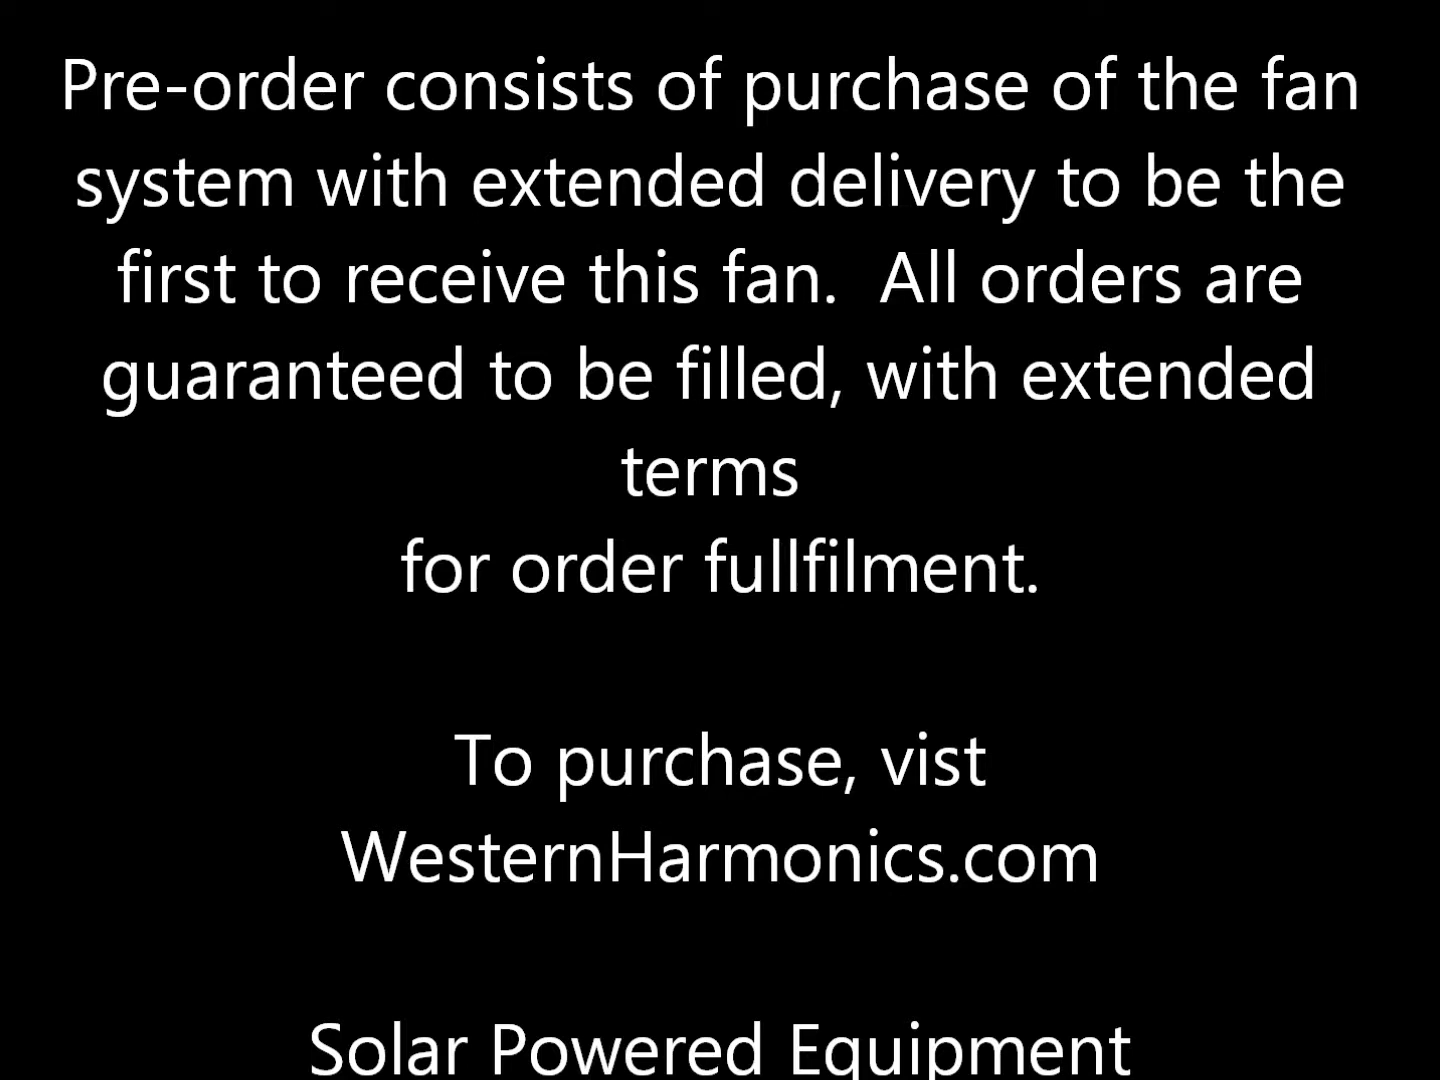 Pre-order consists of purchase of the fan
system with extended delivery to be the
first to receive this fan.  All orders are
guaranteed to be filled, with extended
terms
for order fullfilment.
To purchase, vist
WesternHarmonics.com
Solar Powered Equipment